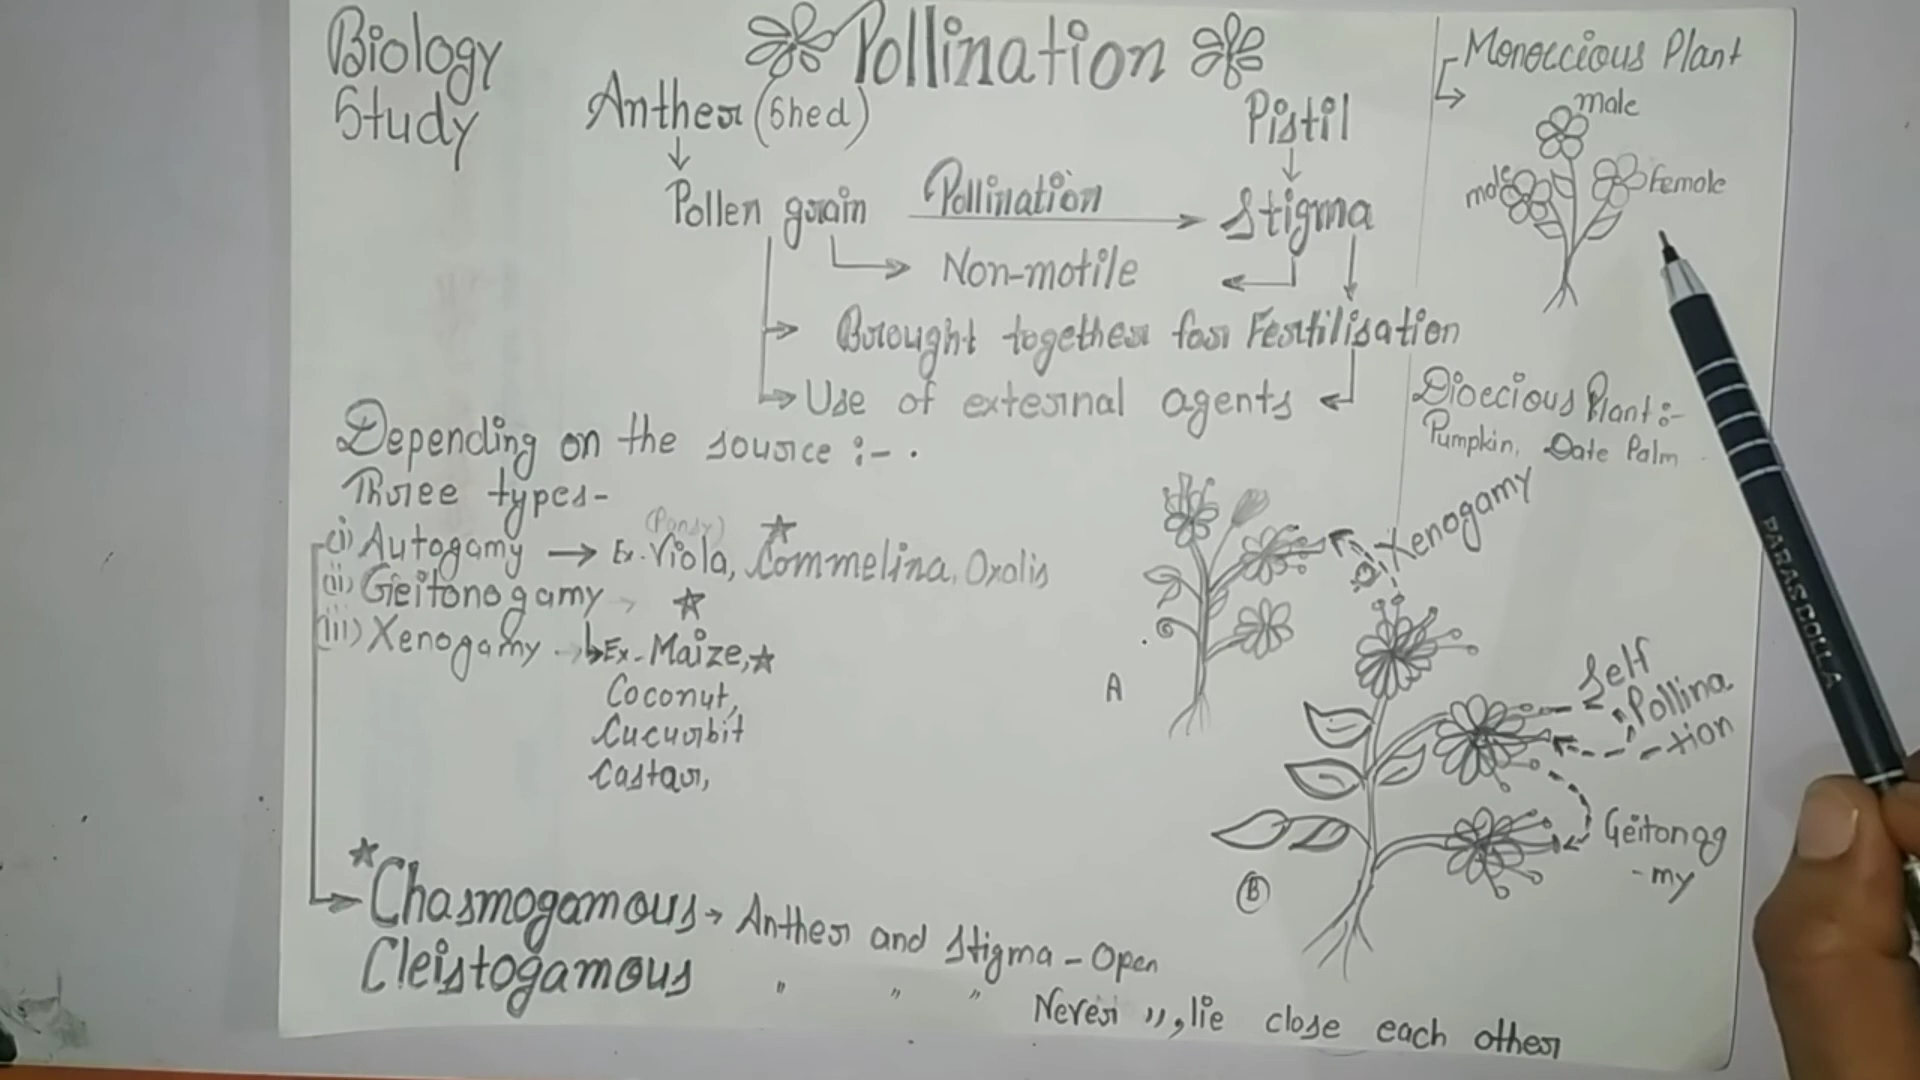 Biology
Study
Pollination
Anther (Shed)
Pistil
Pollen grain
Pollination
Stigma
Non-motile
Brought together for Fertilisation
Use of external agents
Depending on the source :- .
Three types-
(i) Autogamy → Ex-Viola, Commelina, Oxalis
(Pansy)
(ii) Geitonogamy
(iii) Xenogamy → Ex-Maize,
Coconut,
Cucurbit
Castar,
Chasmogamous → Anther and Stigma - Open
Cleistogamous " " " Never ,,, lie close each other
Monoecious Plant
male
male
Female
Dioecious Plant :-
Pumpkin, Date Palm
Xenogamy
A
Self
Pollina
-tion
Geitonog
-my
B
PARAS COLLA